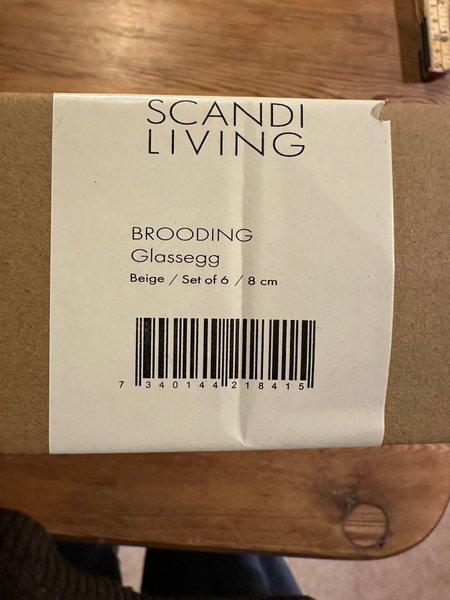 SCANDI
LIVING
BROODING
Glassegg
Beige / Set of 6 / 8 cm
7 340144 218415